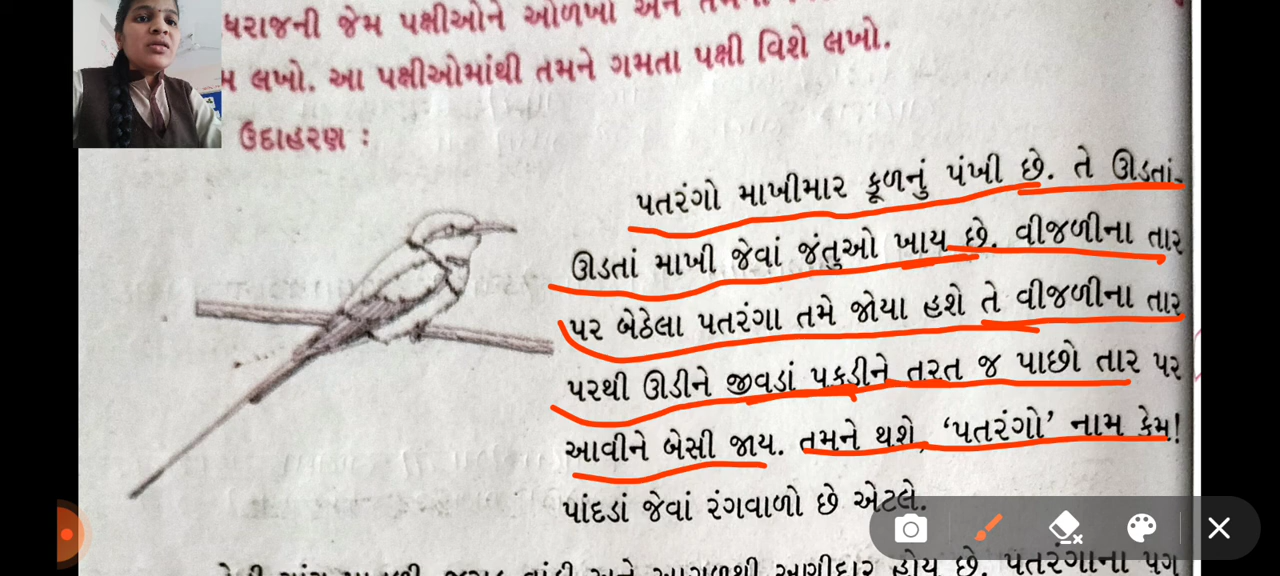 ધરાજની જેમ પક્ષીઓને ઓળખો અને
લખો. આ પક્ષીઓમાંથી તમને ગમતા પક્ષી વિશે લખો.
ઉદાહરણ :
પતરંગો માખીમાર કૂળનું પંખી છે. તે ઊડતાં-
ઊડતાં માખી જેવાં જંતુઓ ખાય છે. વીજળીના તાર
પર બેઠેલા પતરંગા તમે જોયા હશે તે વીજળીના તાર
પરથી ઊડીને જીવડાં પકડીને તરત જ પાછો તાર પર
આવીને બેસી જાય. તમને થશે, ‘પતરંગો’ નામ કેમ!
પાંદડાં જેવાં રંગવાળો છે એટલે.
હોય છે. પતરંગાના પગ